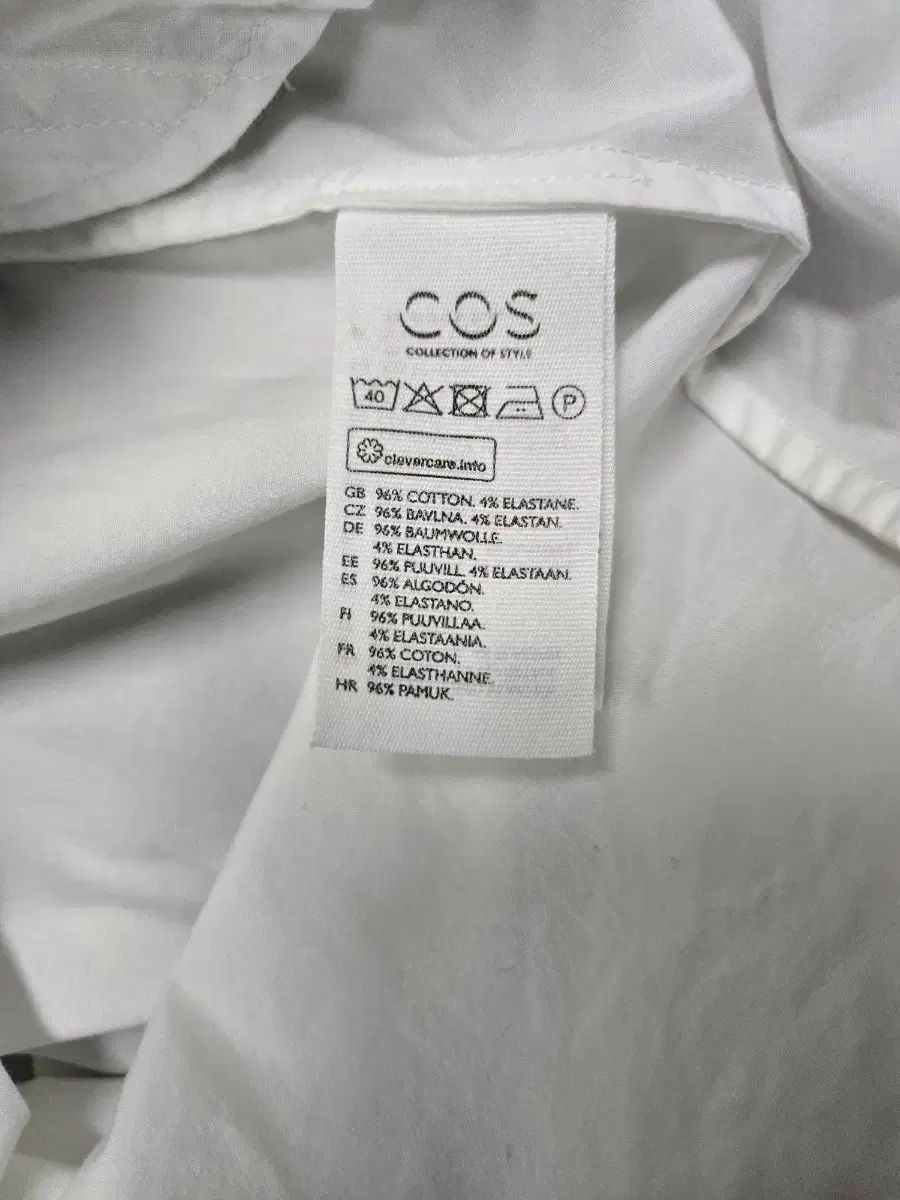 COS
COLLECTION OF STYLE
40 P
clevercare.info
GB 96% COTTON. 4% ELASTANE.
CZ 96% BAVLNA. 4% ELASTAN.
DE 96% BAUMWOLLE.
4% ELASTHAN.
EE 96% PUUVILL. 4% ELASTAAN.
ES 96% ALGODÓN.
4% ELASTANO.
FI 96% PUUVILLAA.
4% ELASTAANIA.
FR 96% COTON.
4% ELASTHANNE.
HR 96% PAMUK.